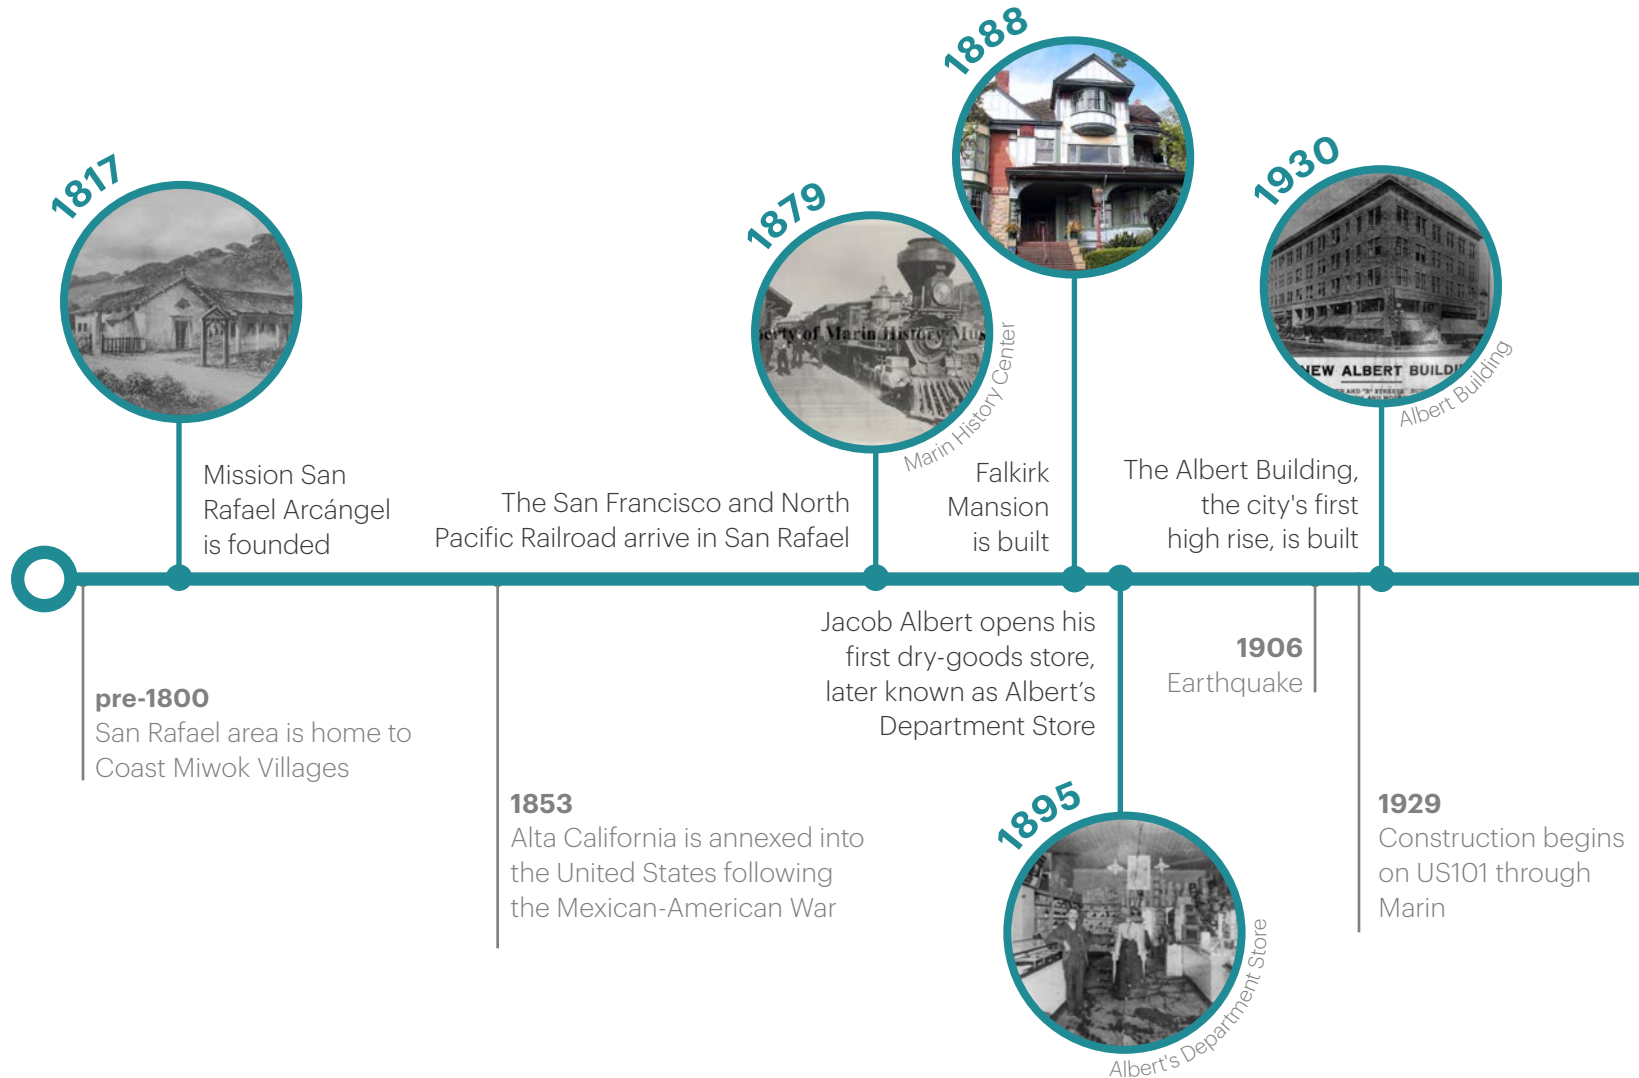 1817
Mission San
Rafael Arcángel
is founded
pre-1800
San Rafael area is home to
Coast Miwok Villages
1853
Alta California is annexed into
the United States following
the Mexican-American War
1879
Marin History Mus
Marin History Center
The San Francisco and North
Pacific Railroad arrive in San Rafael
1888
Falkirk
Mansion
is built
Jacob Albert opens his
first dry-goods store,
later known as Albert’s
Department Store
1895
Albert's Department Store
1906
Earthquake
1929
Construction begins
on US101 through
Marin
1930
NEW ALBERT
Albert Building
The Albert Building,
the city's first
high rise, is built